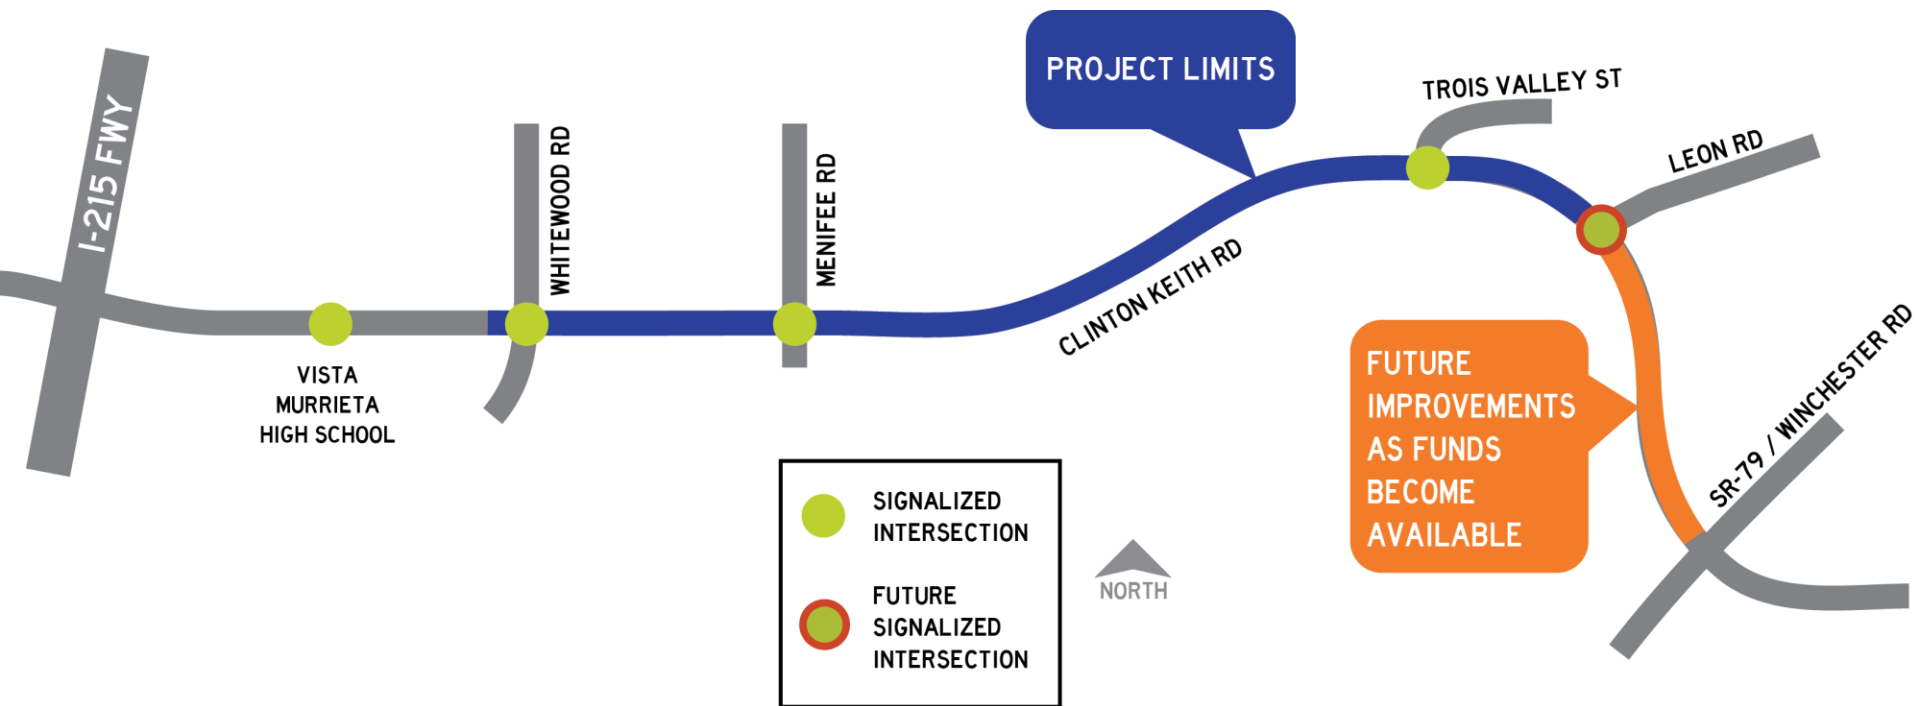 I-215 FWY
VISTA
MURRIETA
HIGH SCHOOL
WHITEWOOD RD
MENIFEE RD
PROJECT LIMITS
CLINTON KEITH RD
TROIS VALLEY ST
LEON RD
FUTURE
IMPROVEMENTS
AS FUNDS
BECOME
AVAILABLE
SR-79 / WINCHESTER RD
SIGNALIZED
INTERSECTION
FUTURE
SIGNALIZED
INTERSECTION
NORTH